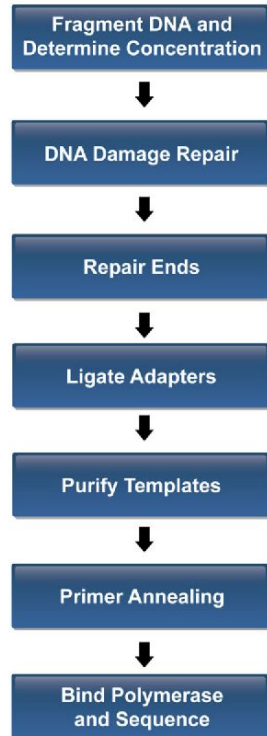 Fragment DNA and
Determine Concentration
DNA Damage Repair
Repair Ends
Ligate Adapters
Purify Templates
Primer Annealing
Bind Polymerase
and Sequence